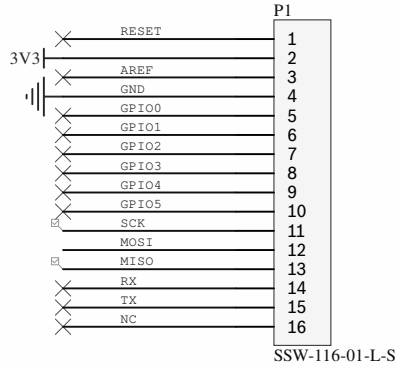 P1
RESET 1
3V3 2
AREF 3
GND 4
GPIO0 5
GPIO1 6
GPIO2 7
GPIO3 8
GPIO4 9
GPIO5 10
SCK 11
MOSI 12
MISO 13
RX 14
TX 15
NC 16
SSW-116-01-L-S